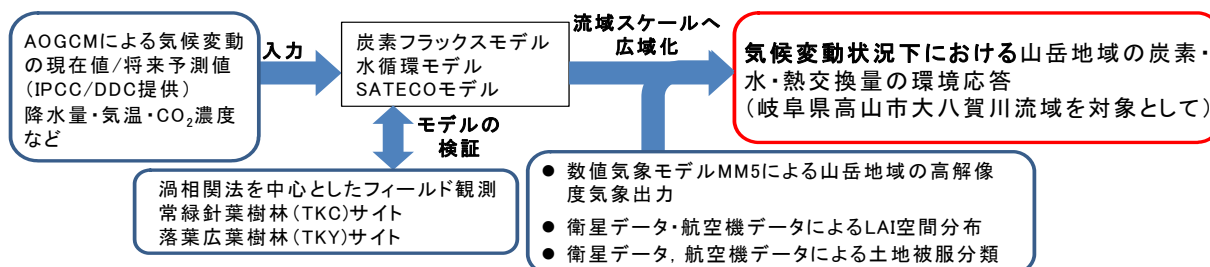 AOGCMによる気候変動
の現在値/将来予測値
(IPCC/DDC提供)
降水量・気温・CO₂濃度
など
入力
炭素フラックスモデル
水循環モデル
SATECOモデル
流域スケールへ
広域化
気候変動状況下における山岳地域の炭素・
水・熱交換量の環境応答
(岐阜県高山市大八賀川流域を対象として)
モデルの
検証
渦相関法を中心としたフィールド観測
常緑針葉樹林(TKC)サイト
落葉広葉樹林(TKY)サイト
● 数値気象モデルMM5による山岳地域の高解像
度気象出力
● 衛星データ・航空機データによるLAI空間分布
● 衛星データ, 航空機データによる土地被服分類